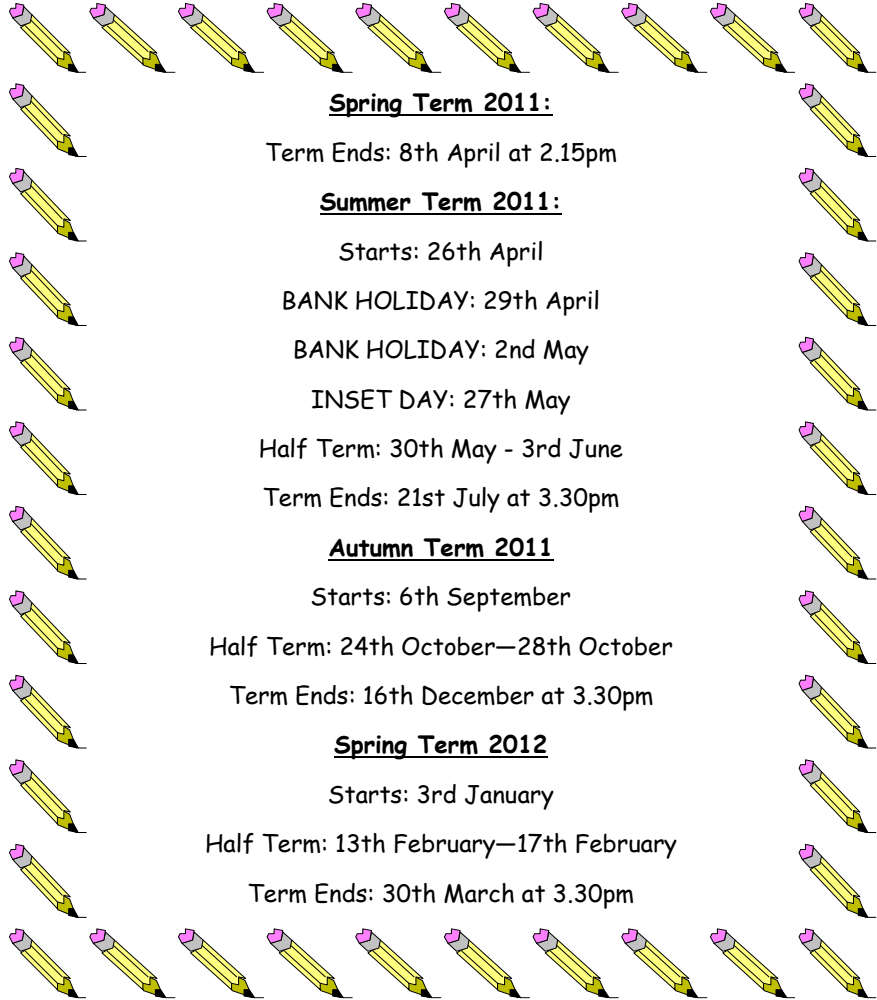 Spring Term 2011:
Term Ends: 8th April at 2.15pm
Summer Term 2011:
Starts: 26th April
BANK HOLIDAY: 29th April
BANK HOLIDAY: 2nd May
INSET DAY: 27th May
Half Term: 30th May - 3rd June
Term Ends: 21st July at 3.30pm
Autumn Term 2011
Starts: 6th September
Half Term: 24th October—28th October
Term Ends: 16th December at 3.30pm
Spring Term 2012
Starts: 3rd January
Half Term: 13th February—17th February
Term Ends: 30th March at 3.30pm